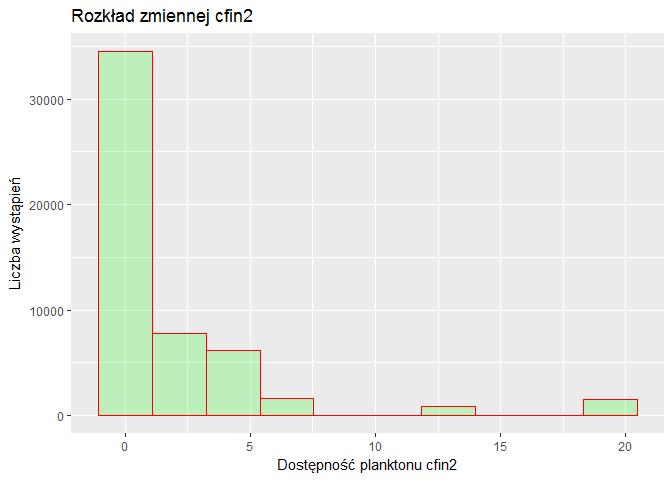 Rozkład zmiennej cfin2
30000
20000
10000
0
Liczba wystąpień
0 5 10 15 20
Dostępność planktonu cfin2